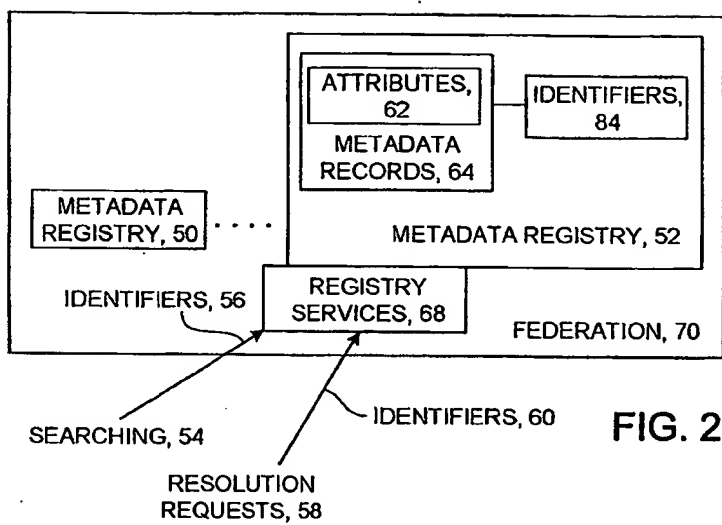 ATTRIBUTES,
62
IDENTIFIERS,
84
METADATA
RECORDS, 64
METADATA
REGISTRY, 50
METADATA REGISTRY, 52
REGISTRY
SERVICES, 68
IDENTIFIERS, 56
FEDERATION, 70
SEARCHING, 54
IDENTIFIERS, 60
FIG. 2
RESOLUTION
REQUESTS, 58